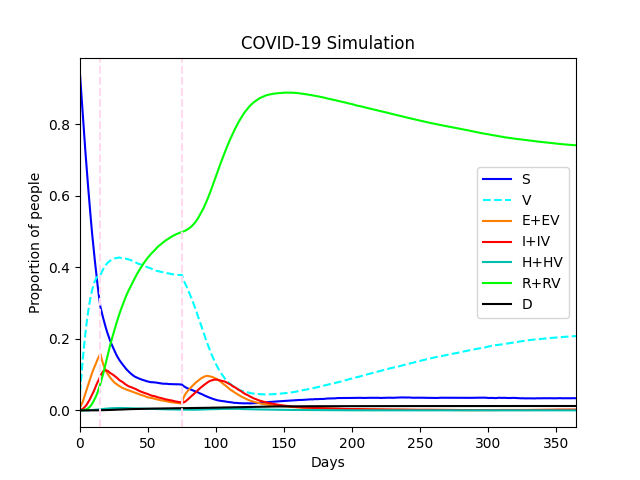 COVID-19 Simulation
Proportion of people
0.8
0.6
0.4
0.2
0.0
S
V
E+EV
I+IV
H+HV
R+RV
D
0 50 100 150 200 250 300 350
Days